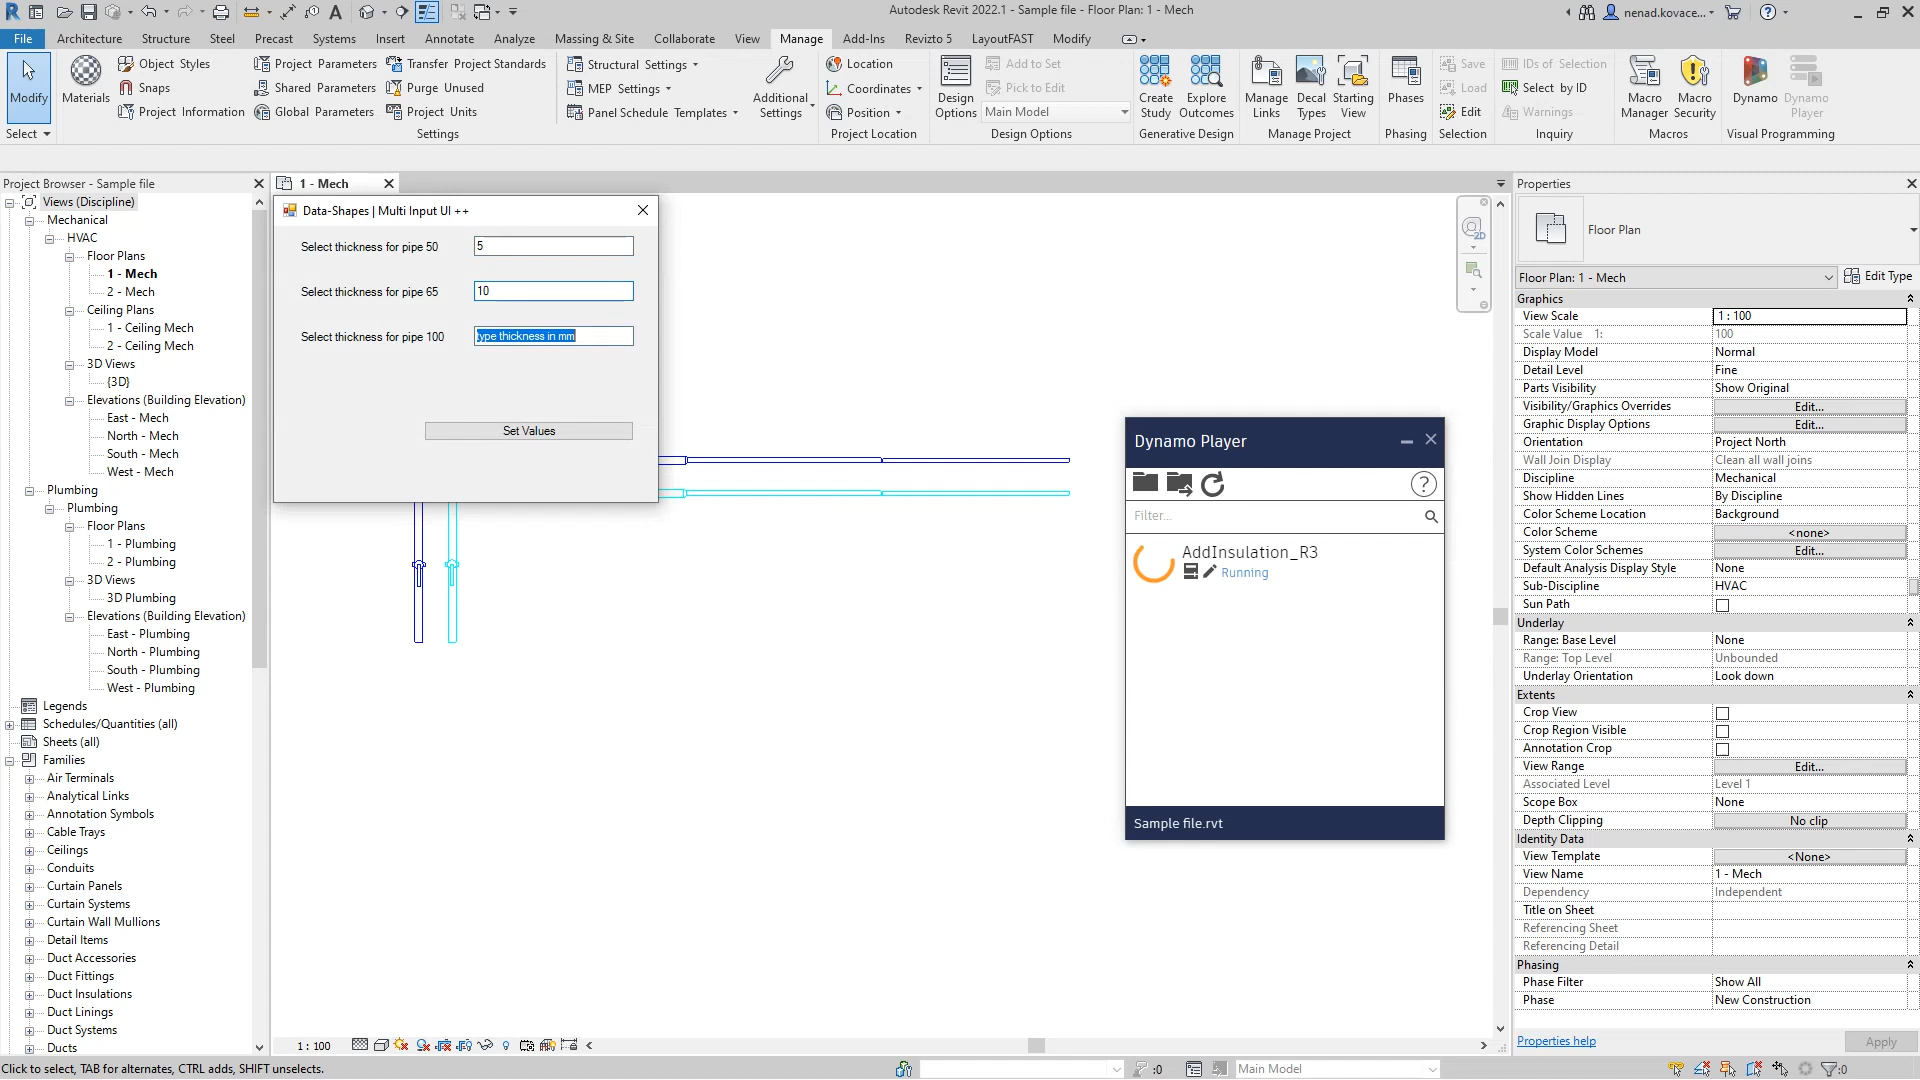 Autodesk Revit 2022.1 - Sample file - Floor Plan: 1 - Mech
nenad.kovace...
File Architecture Structure Steel Precast Systems Insert Annotate Analyze Massing & Site Collaborate View Manage Add-Ins Revizto 5 LayoutFAST Modify
Modify
Select
Materials
Object Styles
Snaps
Project Information
Project Parameters
Shared Parameters
Global Parameters
Transfer Project Standards
Purge Unused
Project Units
Settings
Structural Settings
MEP Settings
Panel Schedule Templates
Additional Settings
Location
Coordinates
Position
Project Location
Design Options
Add to Set
Pick to Edit
Main Model
Design Options
Create Study
Explore Outcomes
Generative Design
Manage Links
Decal Types
Starting View
Manage Project
Phases
Phasing
Save
Load
Edit
Selection
IDs of Selection
Select by ID
Warnings
Inquiry
Macro Manager
Macro Security
Macros
Dynamo
Dynamo Player
Visual Programming
Project Browser - Sample file
Views (Discipline)
Mechanical
HVAC
Floor Plans
1 - Mech
2 - Mech
Ceiling Plans
1 - Ceiling Mech
2 - Ceiling Mech
3D Views
{3D}
Elevations (Building Elevation)
East - Mech
North - Mech
South - Mech
West - Mech
Plumbing
Plumbing
Floor Plans
1 - Plumbing
2 - Plumbing
3D Views
3D Plumbing
Elevations (Building Elevation)
East - Plumbing
North - Plumbing
South - Plumbing
West - Plumbing
Legends
Schedules/Quantities (all)
Sheets (all)
Families
Air Terminals
Analytical Links
Annotation Symbols
Cable Trays
Ceilings
Conduits
Curtain Panels
Curtain Systems
Curtain Wall Mullions
Detail Items
Duct Accessories
Duct Fittings
Duct Insulations
Duct Linings
Duct Systems
Ducts
1 - Mech
Data-Shapes | Multi Input UI ++
Select thickness for pipe 50 5
Select thickness for pipe 65 10
Select thickness for pipe 100 type thickness in mm
Set Values
2D
Dynamo Player
Filter...
AddInsulation_R3
Running
Sample file.rvt
Properties
Floor Plan
Floor Plan: 1 - Mech Edit Type
Graphics
View Scale 1 : 100
Scale Value 1: 100
Display Model Normal
Detail Level Fine
Parts Visibility Show Original
Visibility/Graphics Overrides Edit...
Graphic Display Options Edit...
Orientation Project North
Wall Join Display Clean all wall joins
Discipline Mechanical
Show Hidden Lines By Discipline
Color Scheme Location Background
Color Scheme <none>
System Color Schemes Edit...
Default Analysis Display Style None
Sub-Discipline HVAC
Sun Path
Underlay
Range: Base Level None
Range: Top Level Unbounded
Underlay Orientation Look down
Extents
Crop View
Crop Region Visible
Annotation Crop
View Range Edit...
Associated Level Level 1
Scope Box None
Depth Clipping No clip
Identity Data
View Template <None>
View Name 1 - Mech
Dependency Independent
Title on Sheet
Referencing Sheet
Referencing Detail
Phasing
Phase Filter Show All
Phase New Construction
Properties help Apply
1 : 100
Click to select, TAB for alternates, CTRL adds, SHIFT unselects.
:0
Main Model
:0